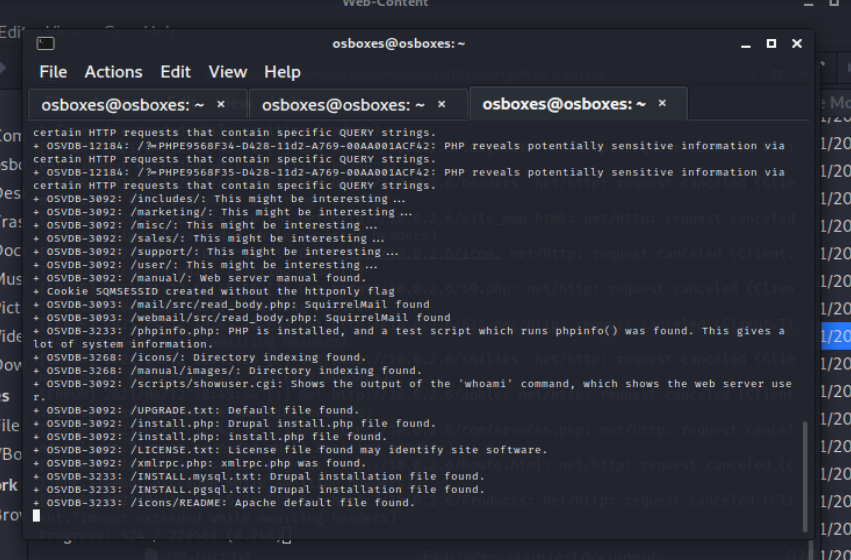 Web-Content
osboxes@osboxes: ~
File Actions Edit View Help
osboxes@osboxes: ~ × osboxes@osboxes: ~ × osboxes@osboxes: ~ ×
certain HTTP requests that contain specific QUERY strings.
+ OSVDB-12184: /?=PHPE9568F34-D428-11d2-A769-00AA001ACF42: PHP reveals potentially sensitive information via
certain HTTP requests that contain specific QUERY strings.
+ OSVDB-12184: /?=PHPE9568F35-D428-11d2-A769-00AA001ACF42: PHP reveals potentially sensitive information via
certain HTTP requests that contain specific QUERY strings.
+ OSVDB-3092: /includes/: This might be interesting...
+ OSVDB-3092: /marketing/: This might be interesting...
+ OSVDB-3092: /misc/: This might be interesting...
+ OSVDB-3092: /sales/: This might be interesting...
+ OSVDB-3092: /support/: This might be interesting...
+ OSVDB-3092: /user/: This might be interesting...
+ OSVDB-3092: /manual/: Web server manual found.
+ Cookie SQMSESSID created without the httponly flag
+ OSVDB-3093: /mail/src/read_body.php: SquirrelMail found
+ OSVDB-3093: /webmail/src/read_body.php: SquirrelMail found
+ OSVDB-3233: /phpinfo.php: PHP is installed, and a test script which runs phpinfo() was found. This gives a
lot of system information.
+ OSVDB-3268: /icons/: Directory indexing found.
+ OSVDB-3268: /manual/images/: Directory indexing found.
+ OSVDB-3092: /scripts/showuser.cgi: Shows the output of the 'whoami' command, which shows the web server use
r.
+ OSVDB-3092: /UPGRADE.txt: Default file found.
+ OSVDB-3092: /install.php: Drupal install.php file found.
+ OSVDB-3092: /install.php: install.php file found.
+ OSVDB-3092: /LICENSE.txt: License file found may identify site software.
+ OSVDB-3092: /xmlrpc.php: xmlrpc.php was found.
+ OSVDB-3233: /INSTALL.mysql.txt: Drupal installation file found.
+ OSVDB-3233: /INSTALL.pgsql.txt: Drupal installation file found.
+ OSVDB-3233: /icons/README: Apache default file found.